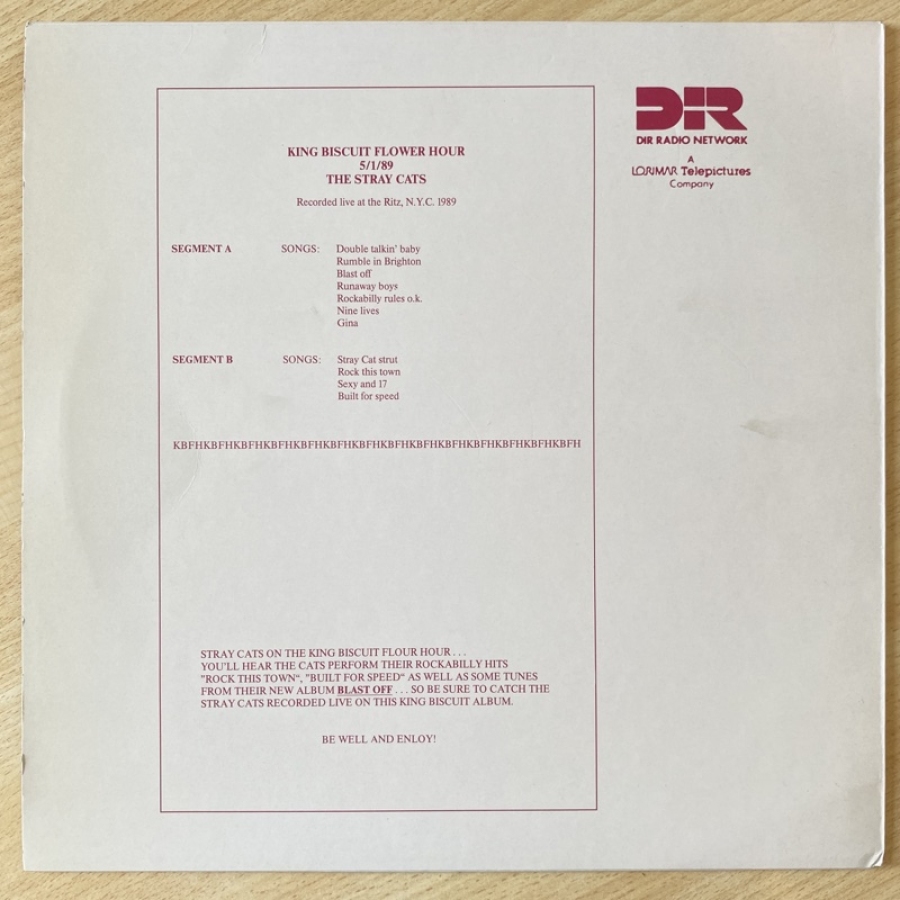 KING BISCUIT FLOWER HOUR
5/1/89
THE STRAY CATS
Recorded live at the Ritz, N.Y.C. 1989
DIR
DIR RADIO NETWORK
A
LORIMAR Telepictures
Company
SEGMENT A SONGS: Double talkin' baby
Rumble in Brighton
Blast off
Runaway boys
Rockabilly rules o.k.
Nine lives
Gina
SEGMENT B SONGS: Stray Cat strut
Rock this town
Sexy and 17
Built for speed
KBFHKBFHKBFHKBFHKBFHKBFHKBFHKBFHKBFHKBFHKBFHKBFHKBFHKBFH
STRAY CATS ON THE KING BISCUIT FLOUR HOUR . . .
YOU'LL HEAR THE CATS PERFORM THEIR ROCKABILLY HITS
"ROCK THIS TOWN“, "BUILT FOR SPEED“ AS WELL AS SOME TUNES
FROM THEIR NEW ALBUM BLAST OFF . . . SO BE SURE TO CATCH THE
STRAY CATS RECORDED LIVE ON THIS KING BISCUIT ALBUM.
BE WELL AND ENLOY!